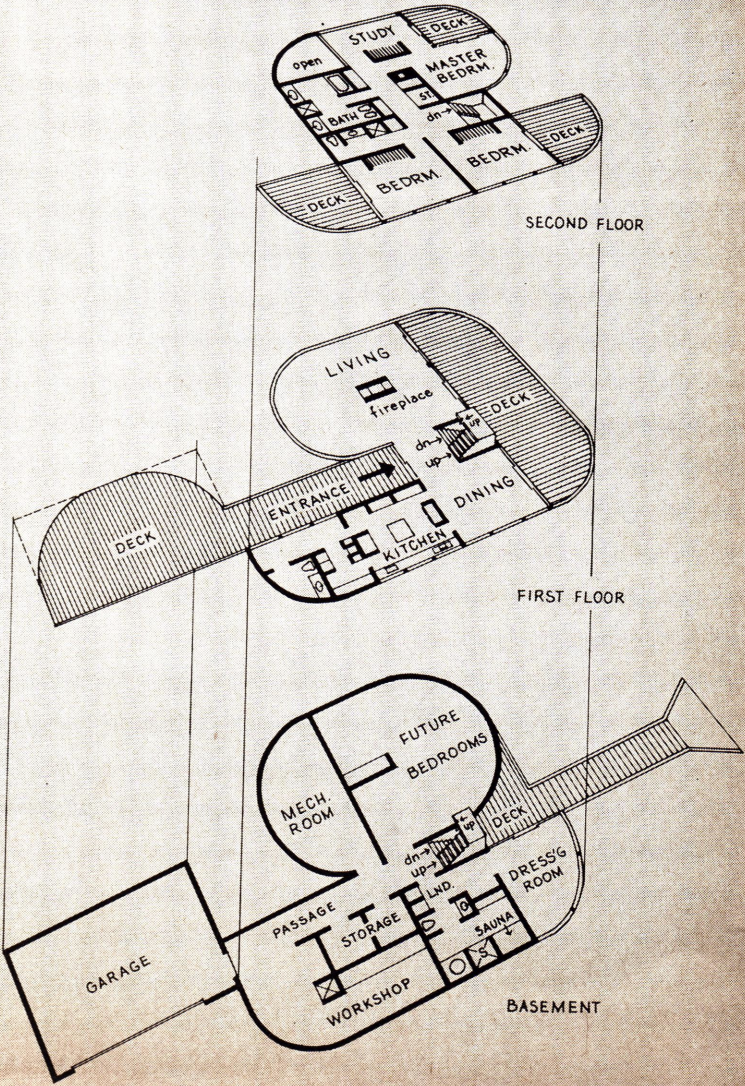 STUDY
DECK
open
MASTER
BEDRM.
ST.
BATH
dn→
DECK
BEDRM.
BEDRM.
DECK
SECOND FLOOR
LIVING
fireplace
DECK
up
dn→
up→
ENTRANCE
DINING
DECK
KITCHEN
FIRST FLOOR
FUTURE
BEDROOMS
MECH.
ROOM
DECK
up
dn→
up→
LND.
DRESS'G
ROOM
PASSAGE
STORAGE
SAUNA
S
GARAGE
WORKSHOP
BASEMENT